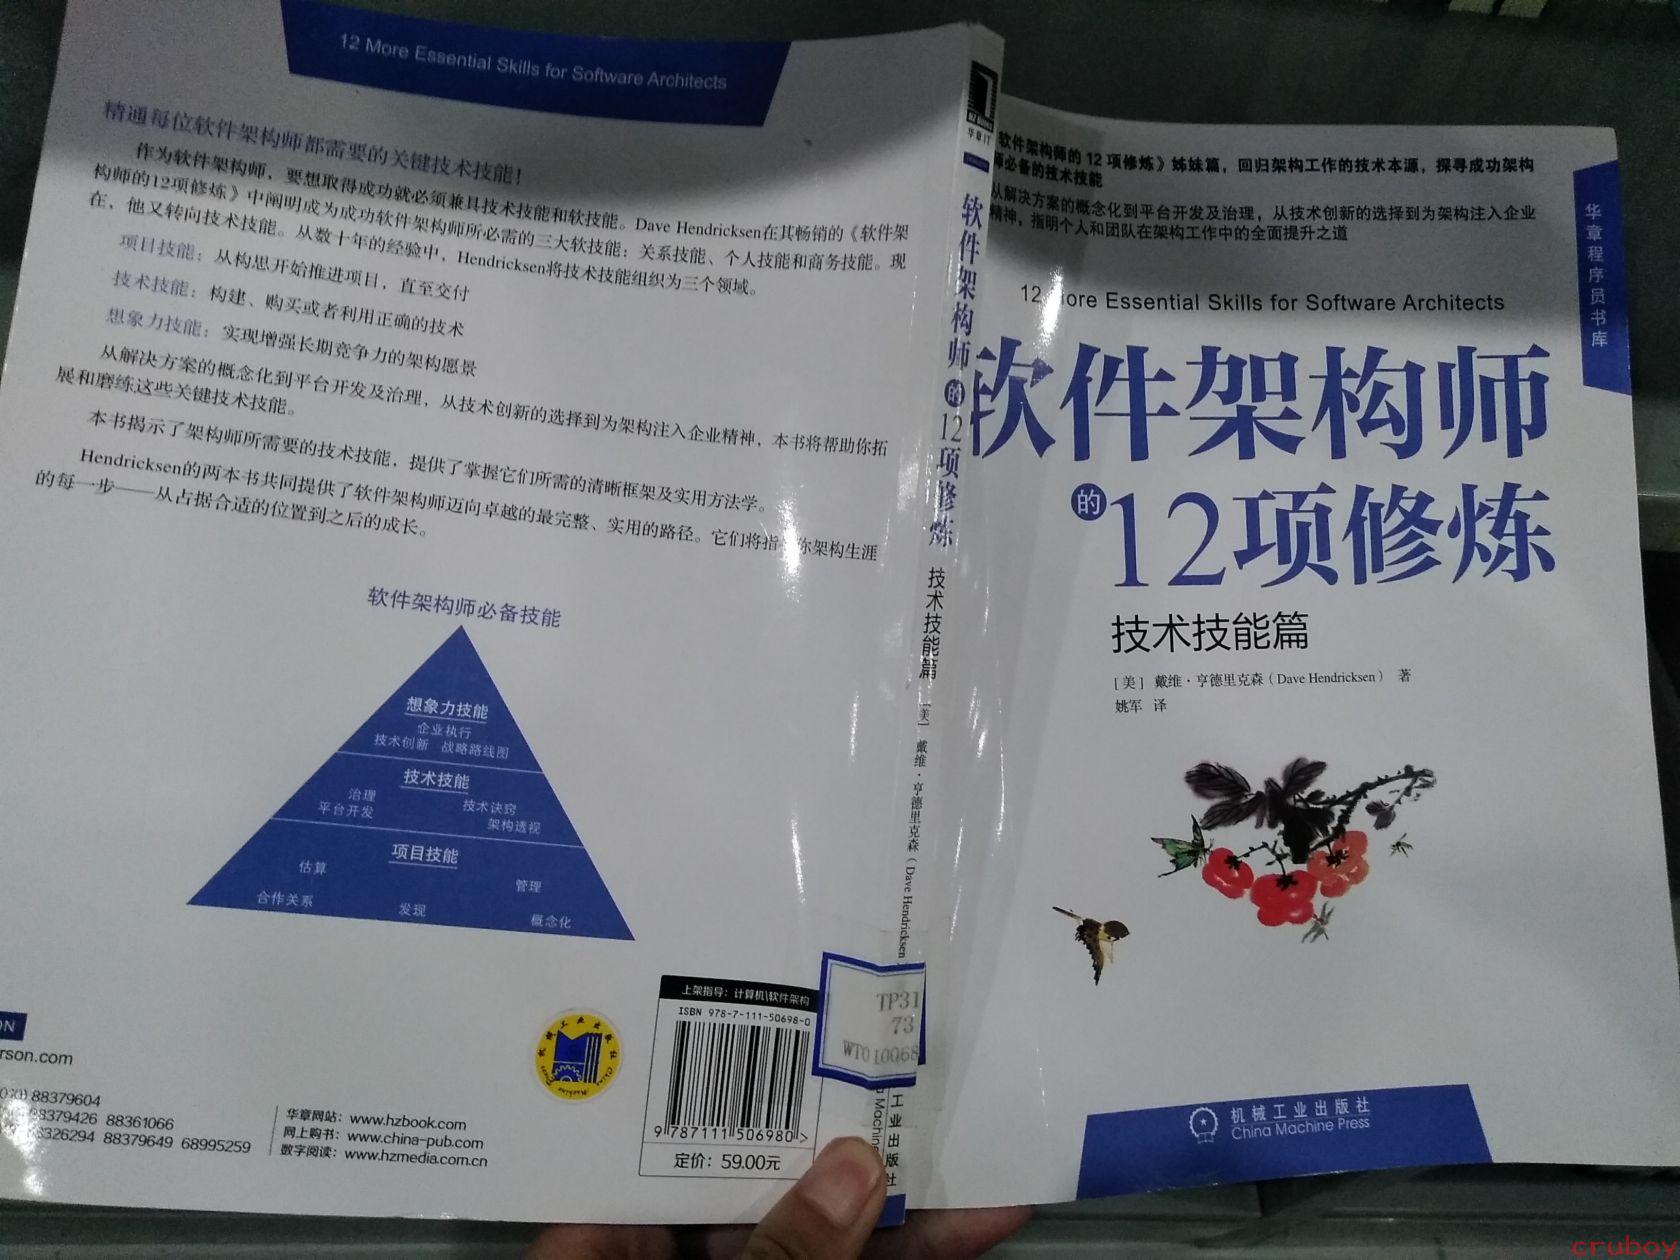 12 More Essential Skills for Software Architects
精通每位软件架构师都需要的关键技术技能！
作为软件架构师，要想取得成功就必须兼具技术技能和软技能。Dave Hendricksen在其畅销的《软件架
构师的12项修炼》中阐明成为成功软件架构师所必需的三大软技能：关系技能、个人技能和商务技能。现
在，他又转向技术技能。从数十年的经验中，Hendricksen将技术技能组织为三个领域。
项目技能：从构思开始推进项目，直至交付
技术技能：构建、购买或者利用正确的技术
想象力技能：实现增强长期竞争力的架构愿景
从解决方案的概念化到平台开发及治理，从技术创新的选择到为架构注入企业精神，本书将帮助你拓
展和磨练这些关键技术技能。
本书揭示了架构师所需要的技术技能，提供了掌握它们所需的清晰框架及实用方法学。
Hendricksen的两本书共同提供了软件架构师迈向卓越的最完整、实用的路径。它们将指你架构生涯
的每一步——从占据合适的位置到之后的成长。
软件架构师必备技能
想象力技能
企业执行
技术创新 战略路线图
技术技能
治理 技术诀窍
平台开发 架构透视
项目技能
估算 管理
合作关系 发现 概念化
ON
rson.com
88379604
88379426 88361066
326294 88379649 68995259
华章网站：www.hzbook.com
网上购书：www.china-pub.com
数字阅读：www.hzmedia.com.cn
机械工业出版社
China Machine Press
上架指导：计算机\软件架构
ISBN 978-7-111-50698-0
9 787111 506980 >
定价：59.00元
华章IT
软件架构师的12项修炼 技术技能篇
[美] 戴维·亨德里克森（Dave Hendricksen
TP31
73
WT010068
工业出版社
Machine
软件架构师的 12 项修炼》姊妹篇，回归架构工作的技术本源，探寻成功架构
师必备的技术技能
从解决方案的概念化到平台开发及治理，从技术创新的选择到为架构注入企业
精神，指明个人和团队在架构工作中的全面提升之道
华章程序员书库
12 More Essential Skills for Software Architects
软件架构师
的12项修炼
技术技能篇
[美] 戴维·亨德里克森（Dave Hendricksen） 著
姚军 译
机械工业出版社
China Machine Press
cruboy